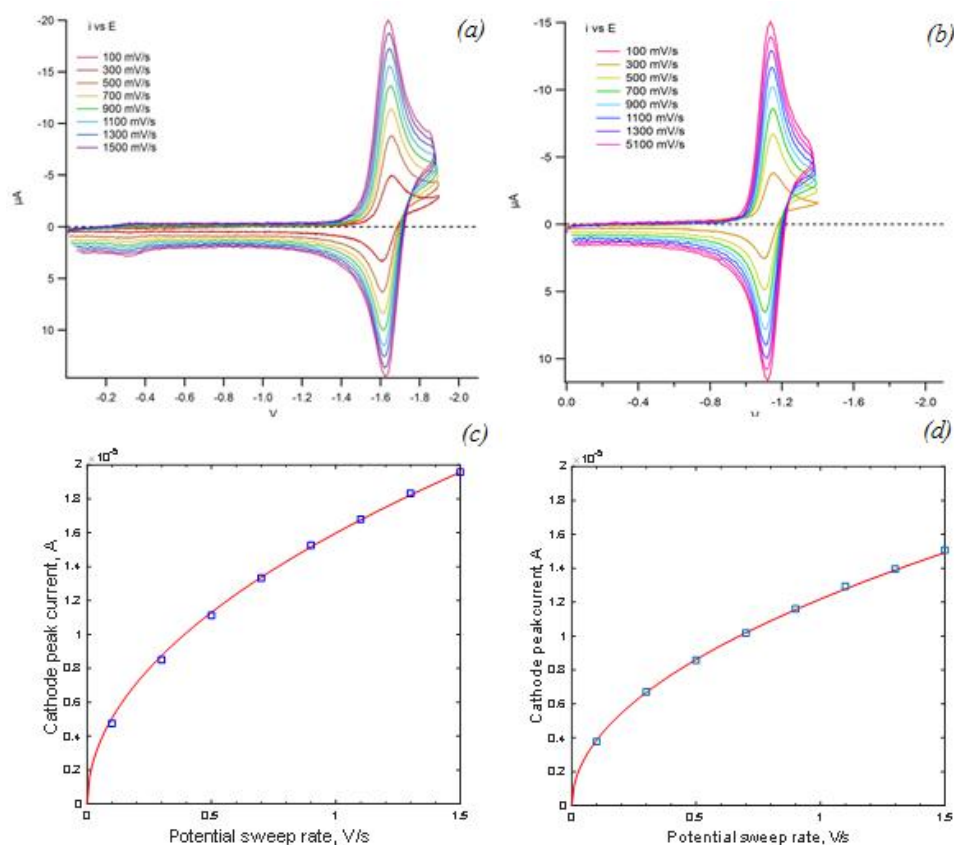 (a)
i vs E
100 mV/s
300 mV/s
500 mV/s
700 mV/s
900 mV/s
1100 mV/s
1300 mV/s
1500 mV/s
-20
-15
-10
-5
0
5
10
µA
-0.2 -0.4 -0.6 -0.8 -1.0 -1.2 -1.4 -1.6 -1.8 -2.0
V
(b)
i vs E
100 mV/s
300 mV/s
500 mV/s
700 mV/s
900 mV/s
1100 mV/s
1300 mV/s
5100 mV/s
-15
-10
-5
0
5
10
µA
0.0 -0.4 -0.8 -1.2 -1.6 -2.0
V
(c)
× 10-5
2
1.8
1.6
1.4
1.2
1
0.8
0.6
0.4
0.2
0
Cathode peak current, A
0 0.5 1 1.5
Potential sweep rate, V/s
(d)
× 10-5
2
1.8
1.6
1.4
1.2
1
0.8
0.6
0.4
0.2
0
Cathode peak current, A
0 0.5 1 1.5
Potential sweep rate, V/s